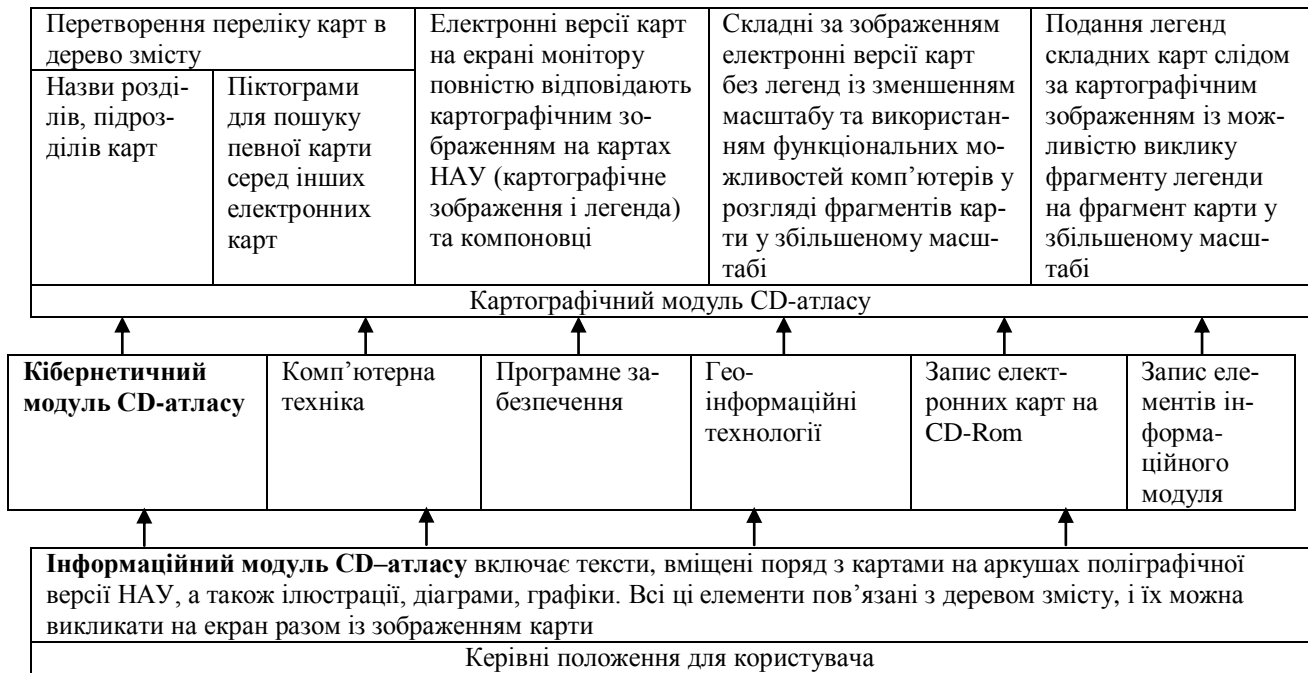 Перетворення переліку карт в
дерево змісту
Назви розді-
лів, підроз-
ділів карт
Піктограми
для пошуку
певної карти
серед інших
електронних
карт
Електронні версії карт
на екрані монітору
повністю відповідають
картографічним зо-
браженням на картах
НАУ (картографічне
зображення і легенда)
та компоновці
Складні за зображенням
електронні версії карт
без легенд із зменшенням
масштабу та використан-
ням функціональних мо-
жливостей комп’ютерів у
розгляді фрагментів кар-
ти у збільшеному масш-
табі
Подання легенд
складних карт слідом
за картографічним
зображенням із мож-
ливістю виклику
фрагменту легенди
на фрагмент карти у
збільшеному масш-
табі
Картографічний модуль CD-атласу
Кібернетичний
модуль CD-атласу
Комп’ютерна
техніка
Програмне за-
безпечення
Гео-
інформаційні
технології
Запис елект-
ронних карт на
CD-Rom
Запис еле-
ментів ін-
форма-
ційного
модуля
Інформаційний модуль CD–атласу включає тексти, вміщені поряд з картами на аркушах поліграфічної
версії НАУ, а також ілюстрації, діаграми, графіки. Всі ці елементи пов’язані з деревом змісту, і їх можна
викликати на екран разом із зображенням карти
Керівні положення для користувача